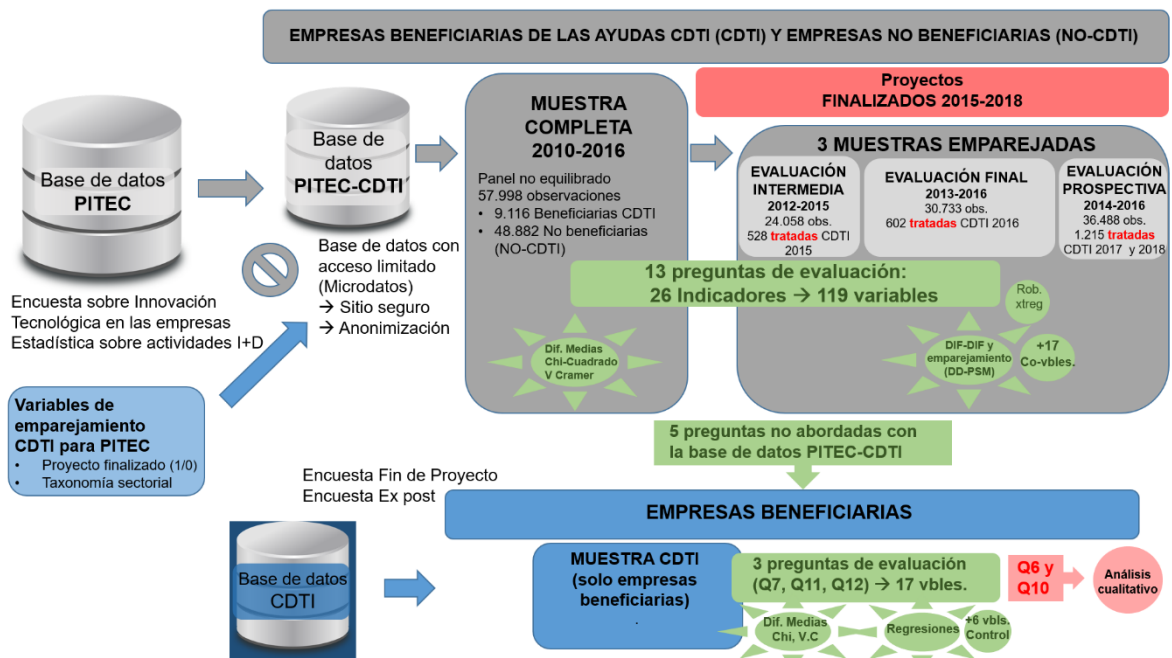 EMPRESAS BENEFICIARIAS DE LAS AYUDAS CDTI (CDTI) Y EMPRESAS NO BENEFICIARIAS (NO-CDTI)
Proyectos
FINALIZADOS 2015-2018
Base de datos
PITEC
Encuesta sobre Innovación
Tecnológica en las empresas
Estadística sobre actividades I+D
Base de
datos
PITEC-CDTI
Base de datos con
acceso limitado
(Microdatos)
→ Sitio seguro
→ Anonimización
MUESTRA
COMPLETA
2010-2016
Panel no equilibrado
57.998 observaciones
• 9.116 Beneficiarias CDTI
• 48.882 No beneficiarias
(NO-CDTI)
3 MUESTRAS EMPAREJADAS
EVALUACIÓN
INTERMEDIA
2012-2015
24.058 obs.
528 tratadas CDTI
2015
EVALUACIÓN FINAL
2013-2016
30.733 obs.
602 tratadas CDTI 2016
EVALUACIÓN
PROSPECTIVA
2014-2016
36.488 obs.
1.215 tratadas
CDTI 2017 y 2018
13 preguntas de evaluación:
26 Indicadores → 119 variables
Rob.
xtreg
Dif. Medias
Chi-Cuadrado
V Cramer
DIF-DIF y
emparejamiento
(DD-PSM)
+17
Co-vbles.
Variables de
emparejamiento
CDTI para PITEC
• Proyecto finalizado (1/0)
• Taxonomía sectorial
5 preguntas no abordadas con
la base de datos PITEC-CDTI
Encuesta Fin de Proyecto
Encuesta Ex post
EMPRESAS BENEFICIARIAS
Base de datos
CDTI
MUESTRA CDTI
(solo empresas
beneficiarias)
.
3 preguntas de evaluación
(Q7, Q11, Q12) → 17 vbles.
Q6 y
Q10
Análisis
cualitativo
Dif. Medias
Chi, V.C
Regresiones
+6 vbls.
Control